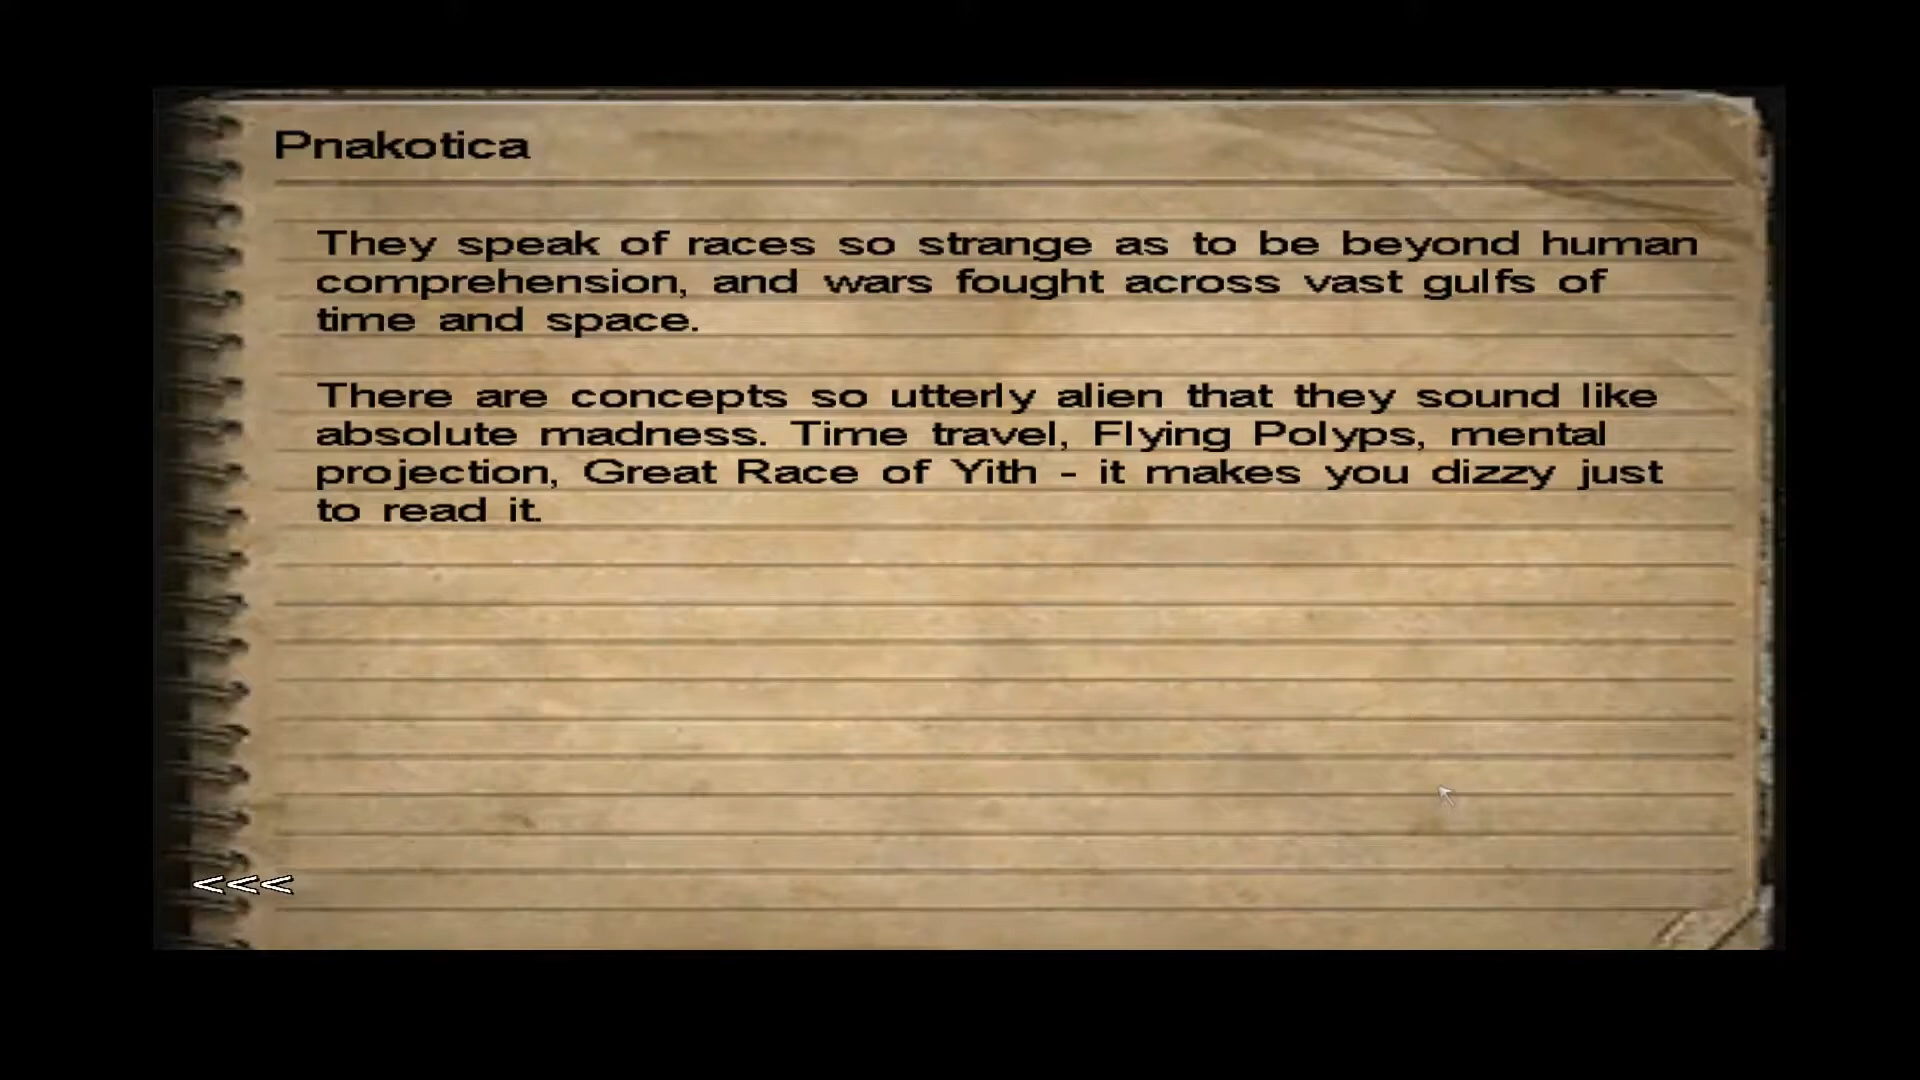 Pnakotica
They speak of races so strange as to be beyond human
comprehension, and wars fought across vast gulfs of
time and space.
There are concepts so utterly alien that they sound like
absolute madness. Time travel, Flying Polyps, mental
projection, Great Race of Yith - it makes you dizzy just
to read it.
<<<